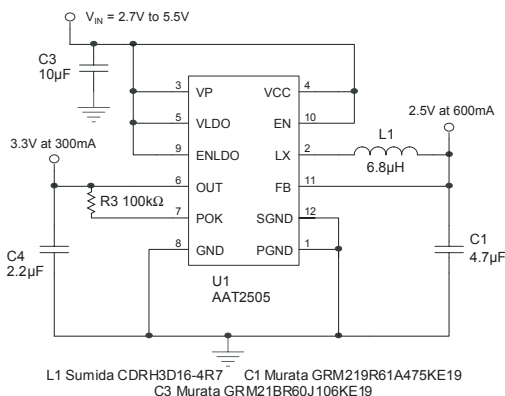 V_IN = 2.7V to 5.5V
C3
10µF
3 VP
VCC 4
5 VLDO
EN 10
2.5V at 600mA
3.3V at 300mA
9 ENLDO
LX 2
L1
6.8µH
6 OUT
FB 11
R3 100kΩ
7 POK
SGND 12
8 GND
PGND 1
C4
2.2µF
C1
4.7µF
U1
AAT2505
L1 Sumida CDRH3D16-4R7 C1 Murata GRM219R61A475KE19
C3 Murata GRM21BR60J106KE19